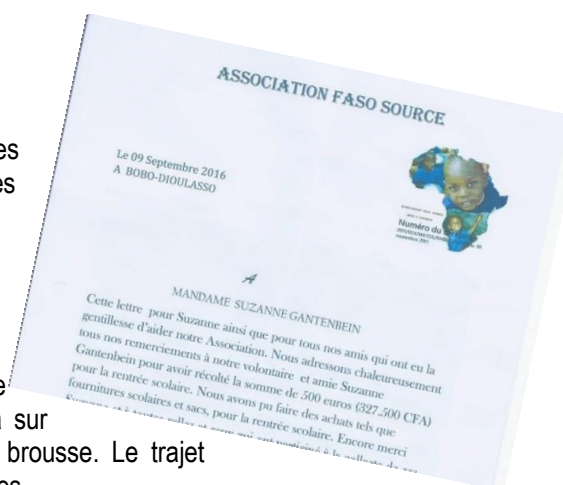 ASSOCIATION FASO SOURCE
Le 09 Septembre 2016
A BOBO-DIOULASSO
Numéro du
A
MANDAME SUZANNE GANTENBEIN
Cette lettre pour Suzanne ainsi que pour tous nos amis qui ont eu la
gentillesse d'aider notre Association. Nous adressons chaleureusement
tous nos remerciements à notre volontaire et amie Suzanne
Gantenbein pour avoir récolté la somme de 500 euros (327.500 CFA)
pour la rentrée scolaire. Nous avons pu faire des achats tels que
fournitures scolaires et sacs, pour la rentrée scolaire. Encore merci
es
es
e
sur
brousse. Le trajet